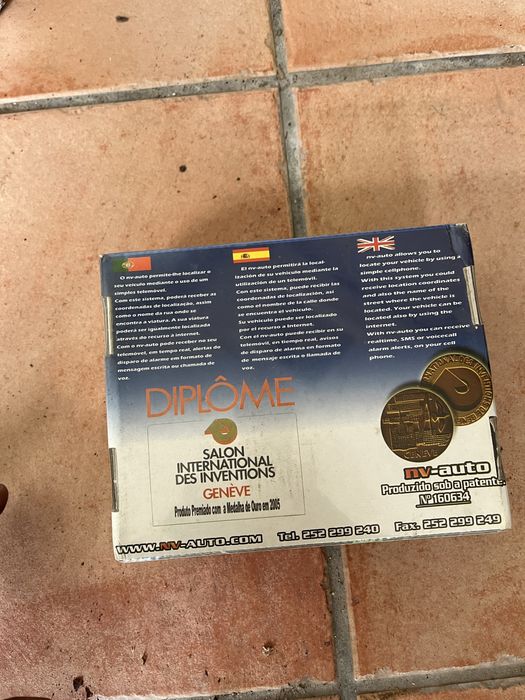 O nv-auto permite-lhe localizar o
seu veículo mediante o uso de um
simples telemóvel.
Com este sistema, poderá receber as
coordenadas de localização, assim
como o nome da rua onde se
encontra a viatura. A sua viatura
poderá ser igualmente localizada
através do recurso à internet.
Com o nv-auto pode receber no seu
telemóvel, em tempo real, alertas de
disparo de alarme em formato de
mensagem escrita ou chamada de
voz.
El nv-auto permitirá la local-
ización de su vehículo mediante la
utilización de un telemóvil.
Con este sistema, puede recibir las
coordenadas de localización, así
como el nombre de la calle donde
se encuentra el vehículo.
Su vehículo puede ser localizado
por el recurso a Internet.
Con el nv-auto puede recibir en su
telemóvil, en tiempo real, avisos
de disparo de alarma en formato
de mensaje escrita o llamada de
voz.
nv-auto allows you to
locate your vehicle by using a
simple cellphone.
With this system you could
receive location coordinates
and also the name of the
street where the vehicle is
located. Your vehicle can be
located also by using the
internet.
With nv-auto you can receive
realtime, SMS or voicecall
alarm alerts, on your cell
phone.
DIPLÔME
SALON
INTERNATIONAL
DES INVENTIONS
GENÈVE
Produto Premiado com a Medalha de Ouro em 2005
GENÈVE
nv-auto
Produzido sob a patente
Nº 160634
WWW.NV-AUTO.COM Tel. 252 299 240 Fax. 252 299 249